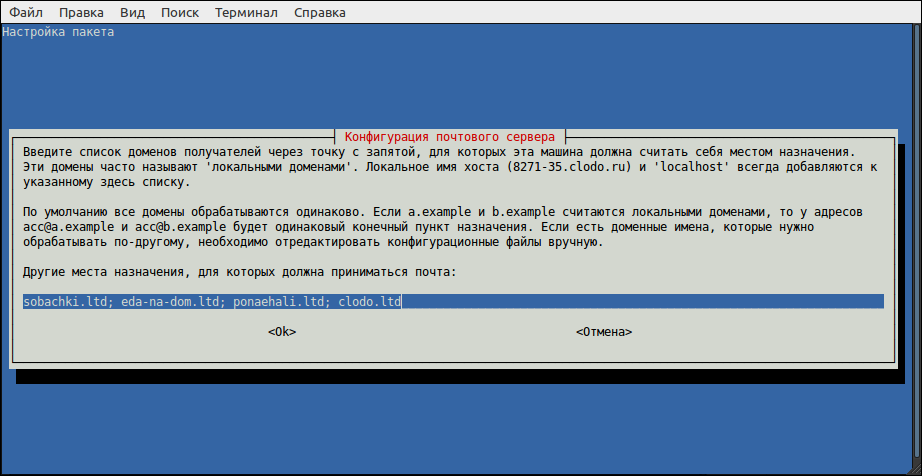 Файл Правка Вид Поиск Терминал Справка
Настройка пакета
Конфигурация почтового сервера
Введите список доменов получателей через точку с запятой, для которых эта машина должна считать себя местом назначения.
Эти домены часто называют 'локальными доменами'. Локальное имя хоста (8271-35.clodo.ru) и 'localhost' всегда добавляются к
указанному здесь списку.
По умолчанию все домены обрабатываются одинаково. Если a.example и b.example считаются локальными доменами, то у адресов
acc@a.example и acc@b.example будет одинаковый конечный пункт назначения. Если есть доменные имена, которые нужно
обрабатывать по-другому, необходимо отредактировать конфигурационные файлы вручную.
Другие места назначения, для которых должна приниматься почта:
sobachki.ltd; eda-na-dom.ltd; ponaehali.ltd; clodo.ltd
<Ok> <Отмена>